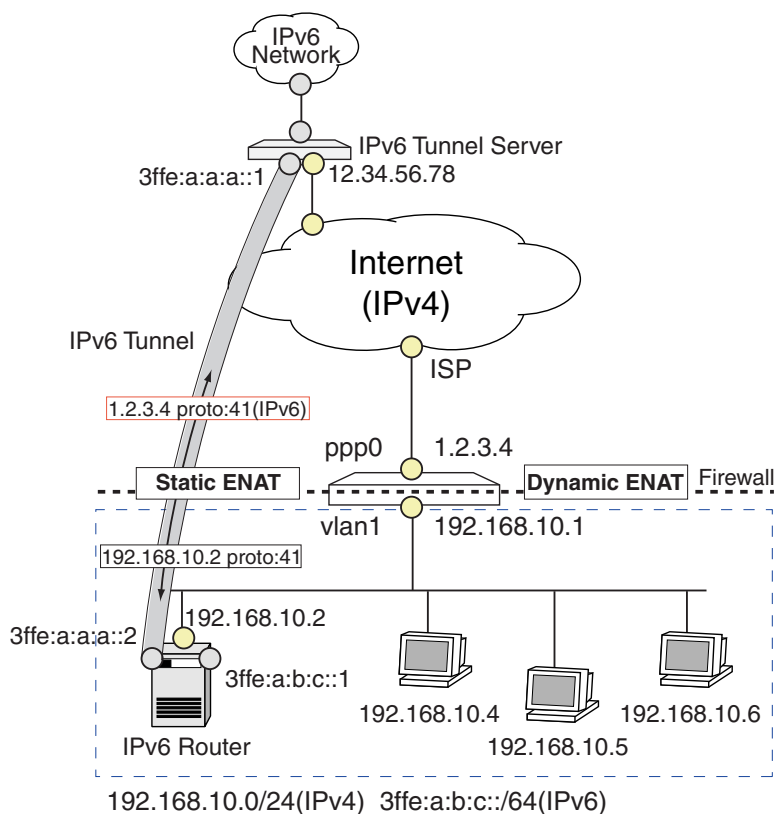 IPv6
Network
IPv6 Tunnel Server
3ffe:a:a:a::1
12.34.56.78
Internet
(IPv4)
IPv6 Tunnel
ISP
1.2.3.4 proto:41(IPv6)
ppp0
1.2.3.4
Static ENAT
Dynamic ENAT
Firewall
vlan1
192.168.10.1
192.168.10.2 proto:41
192.168.10.2
3ffe:a:a:a::2
3ffe:a:b:c::1
192.168.10.4
192.168.10.6
IPv6 Router
192.168.10.5
192.168.10.0/24(IPv4) 3ffe:a:b:c::/64(IPv6)